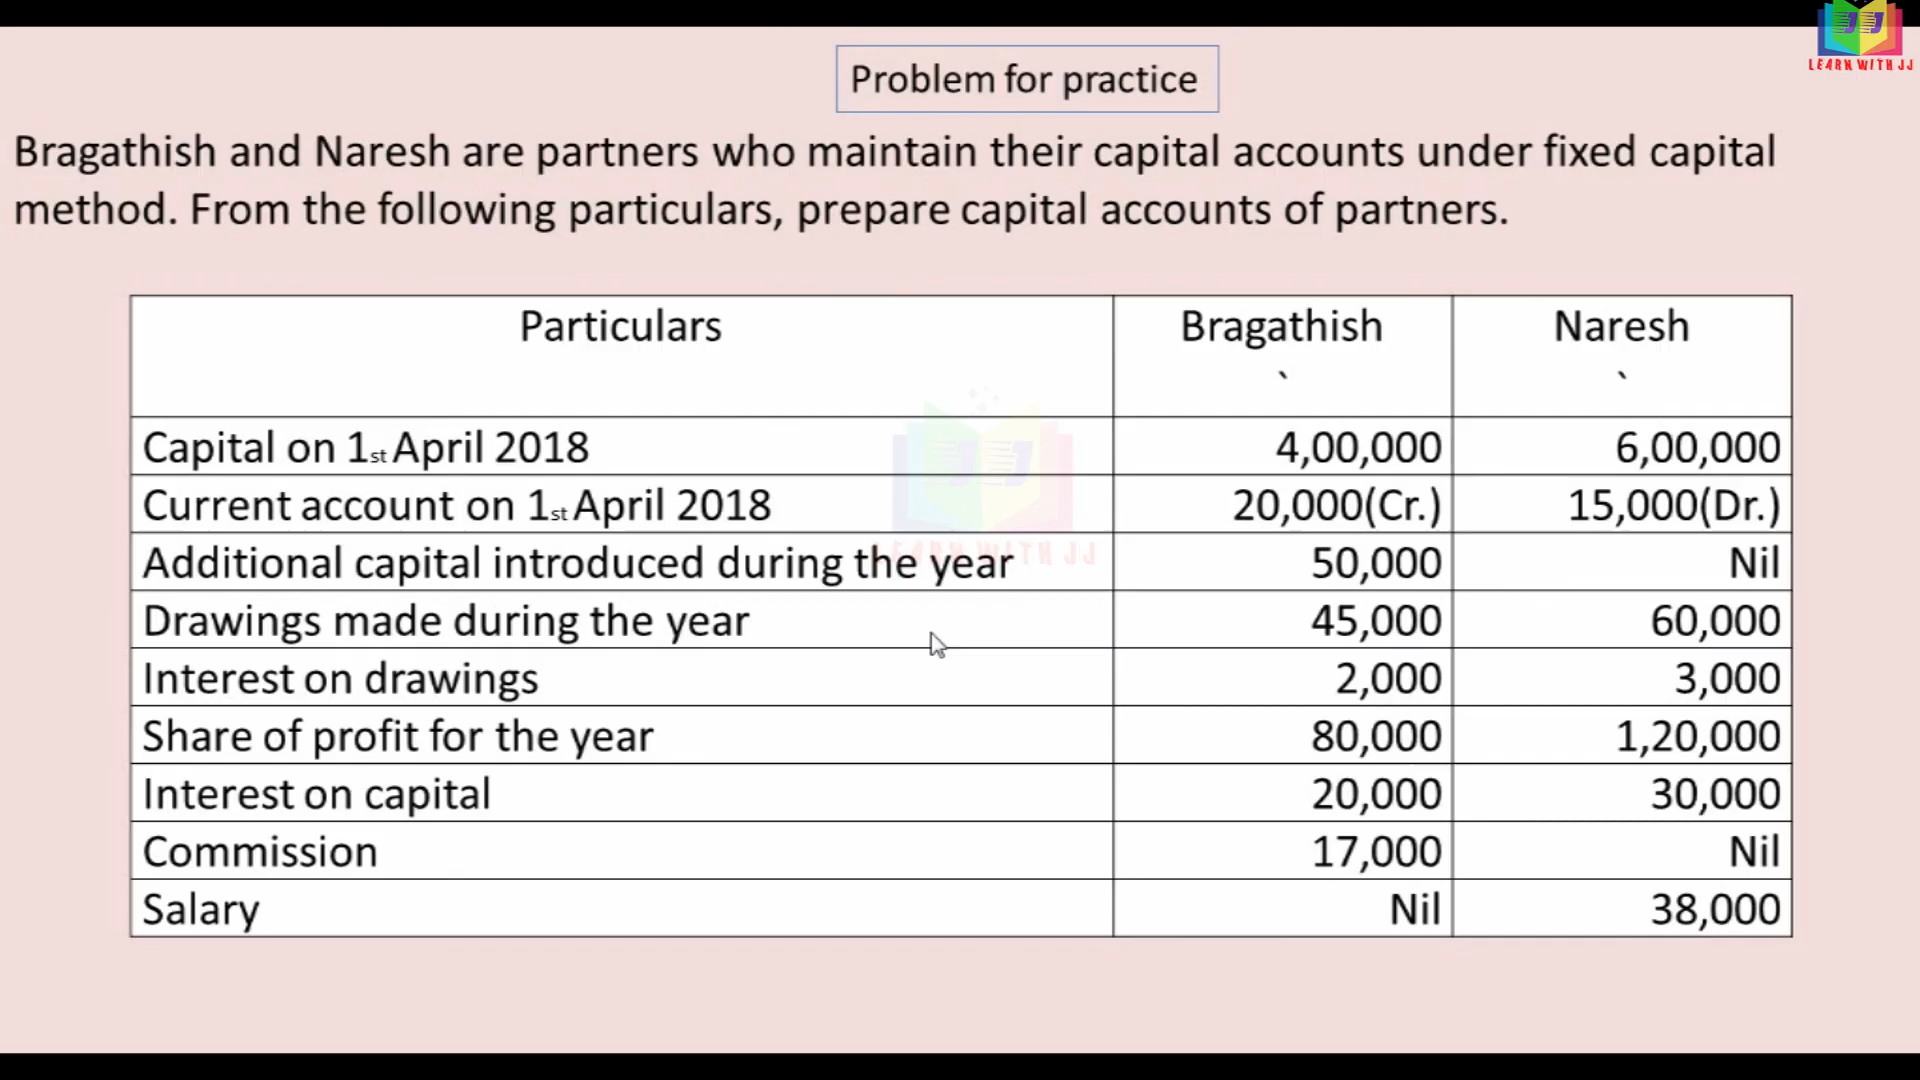 LEARN WITH JJ
Problem for practice
Bragathish and Naresh are partners who maintain their capital accounts under fixed capital
method. From the following particulars, prepare capital accounts of partners.
Particulars Bragathish Naresh
` `
Capital on 1st April 2018 4,00,000 6,00,000
Current account on 1st April 2018 20,000(Cr.) 15,000(Dr.)
Additional capital introduced during the year 50,000 Nil
Drawings made during the year 45,000 60,000
Interest on drawings 2,000 3,000
Share of profit for the year 80,000 1,20,000
Interest on capital 20,000 30,000
Commission 17,000 Nil
Salary Nil 38,000
LEARN WITH JJ